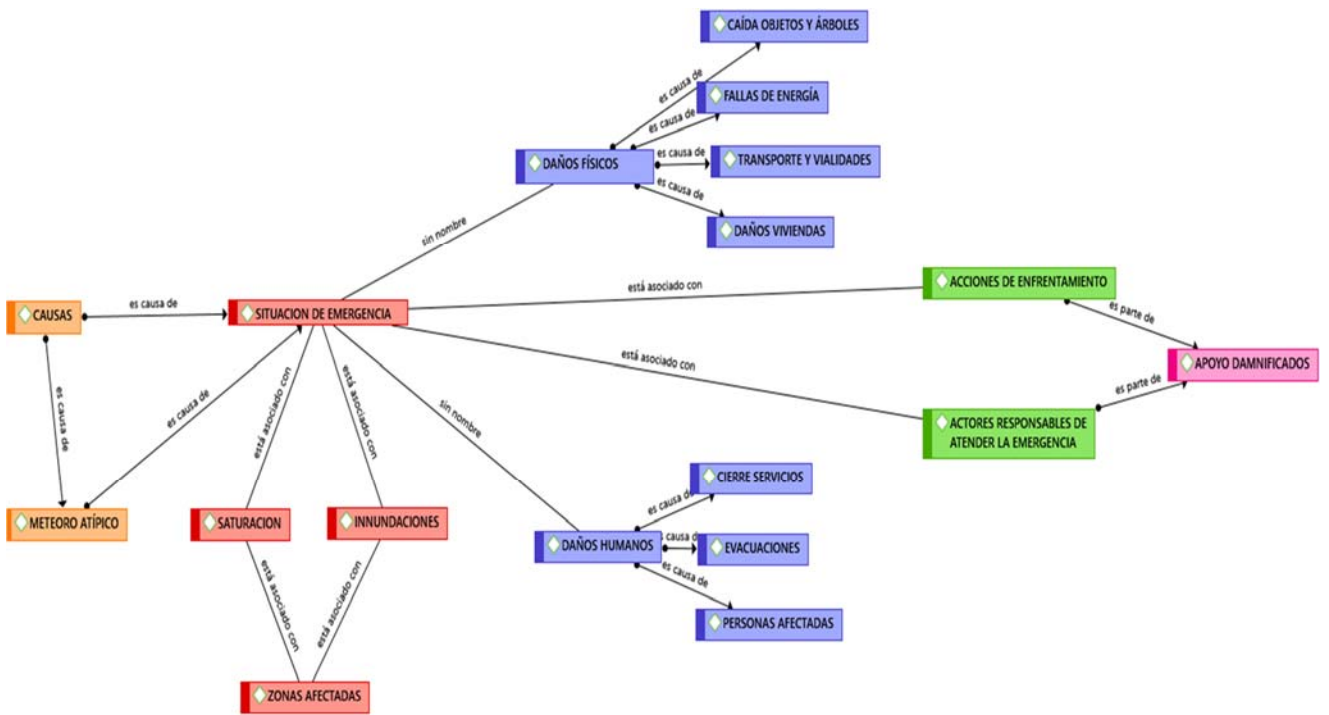 CAÍDA OBJETOS Y ÁRBOLES
es causa de
FALLAS DE ENERGÍA
es causa de
DAÑOS FÍSICOS
es causa de
TRANSPORTE Y VIALIDADES
es causa de
DAÑOS VIVIENDAS
sin nombre
CAUSAS
es causa de
SITUACION DE EMERGENCIA
está asociado con
ACCIONES DE ENFRENTAMIENTO
es parte de
está asociado con
APOYO DAMNIFICADOS
es parte de
ACTORES RESPONSABLES DE
ATENDER LA EMERGENCIA
es causa de
es causa de
está asociado con
está asociado con
sin nombre
METEORO ATÍPICO
SATURACION
INNUNDACIONES
CIERRE SERVICIOS
es causa de
DAÑOS HUMANOS
causa d
EVACUACIONES
es causa de
PERSONAS AFECTADAS
está asociado con
está asociado con
ZONAS AFECTADAS